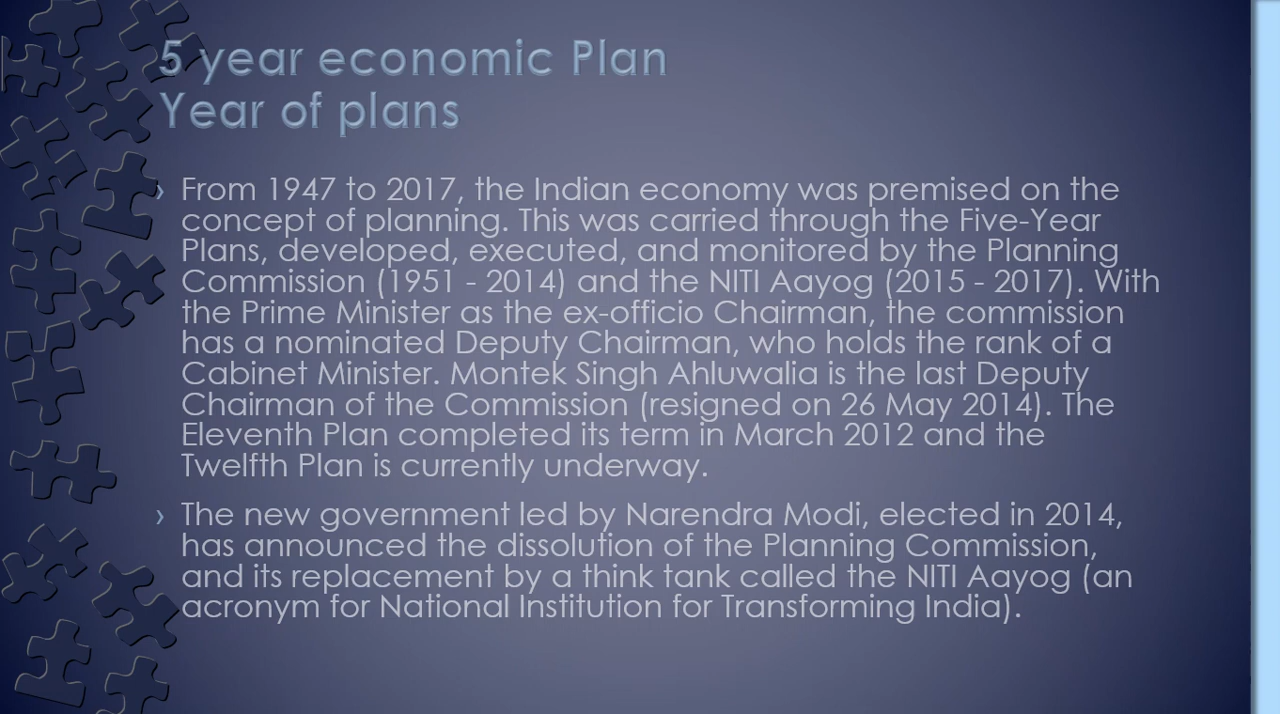 5 year economic Plan
Year of plans
› From 1947 to 2017, the Indian economy was premised on the
concept of planning. This was carried through the Five-Year
Plans, developed, executed, and monitored by the Planning
Commission (1951 - 2014) and the NITI Aayog (2015 - 2017). With
the Prime Minister as the ex-officio Chairman, the commission
has a nominated Deputy Chairman, who holds the rank of a
Cabinet Minister. Montek Singh Ahluwalia is the last Deputy
Chairman of the Commission (resigned on 26 May 2014). The
Eleventh Plan completed its term in March 2012 and the
Twelfth Plan is currently underway.
› The new government led by Narendra Modi, elected in 2014,
has announced the dissolution of the Planning Commission,
and its replacement by a think tank called the NITI Aayog (an
acronym for National Institution for Transforming India).